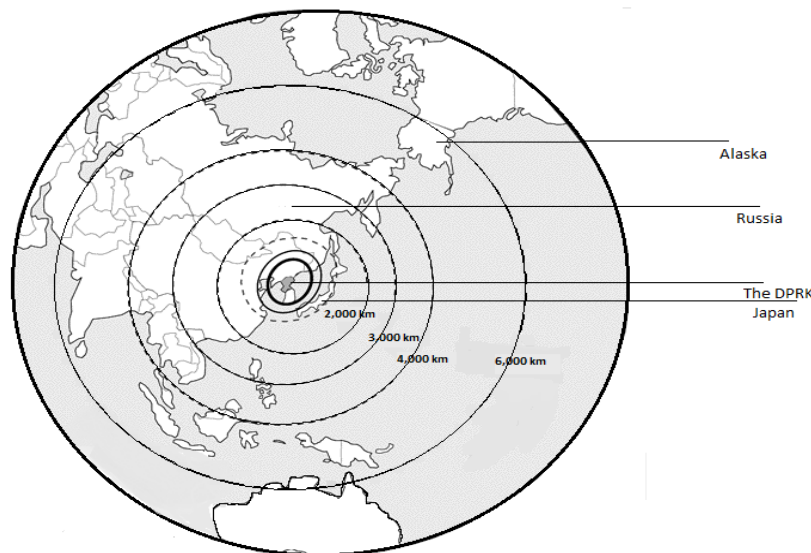 Alaska
Russia
The DPRK
Japan
2,000 km
3,000 km
4,000 km
6,000 km